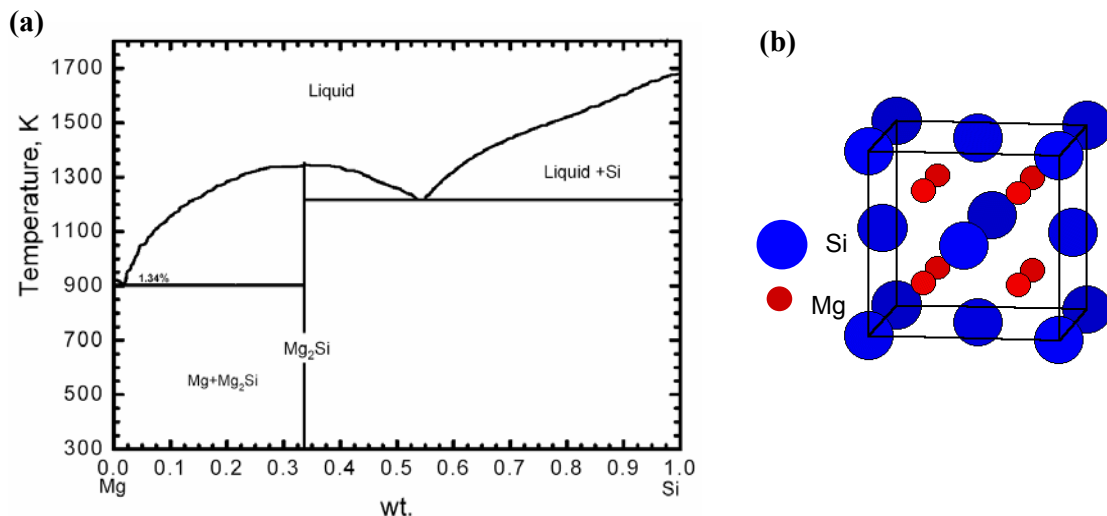 (a)
(b)
Temperature, K
1700
1500
1300
1100
900
700
500
300
Liquid
Liquid +Si
1.34%
Mg₂Si
Mg+Mg₂Si
0.0 0.1 0.2 0.3 0.4 0.5 0.6 0.7 0.8 0.9 1.0
Mg Si
wt.
Si
Mg